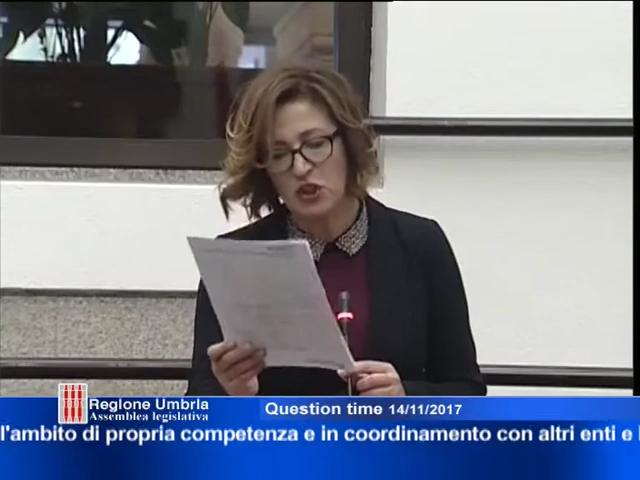 Regione Umbria
Assemblea legislativa
Question time 14/11/2017
l'ambito di propria competenza e in coordinamento con altri enti e